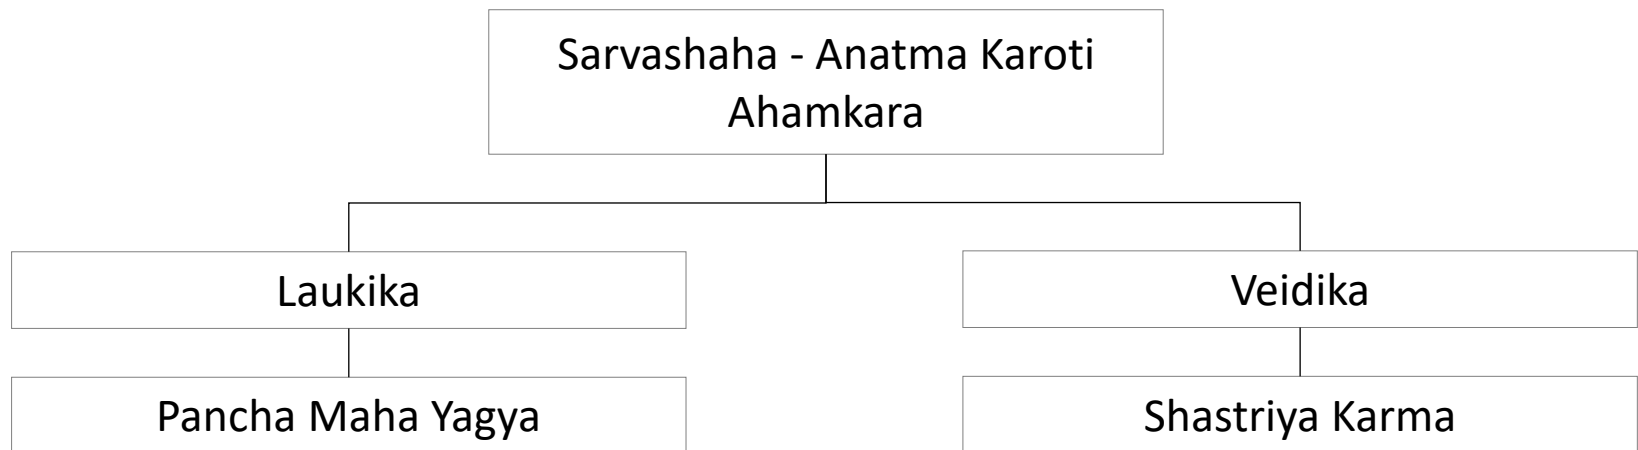 Sarvashaha - Anatma Karoti
Ahamkara
Laukika
Veidika
Pancha Maha Yagya
Shastriya Karma